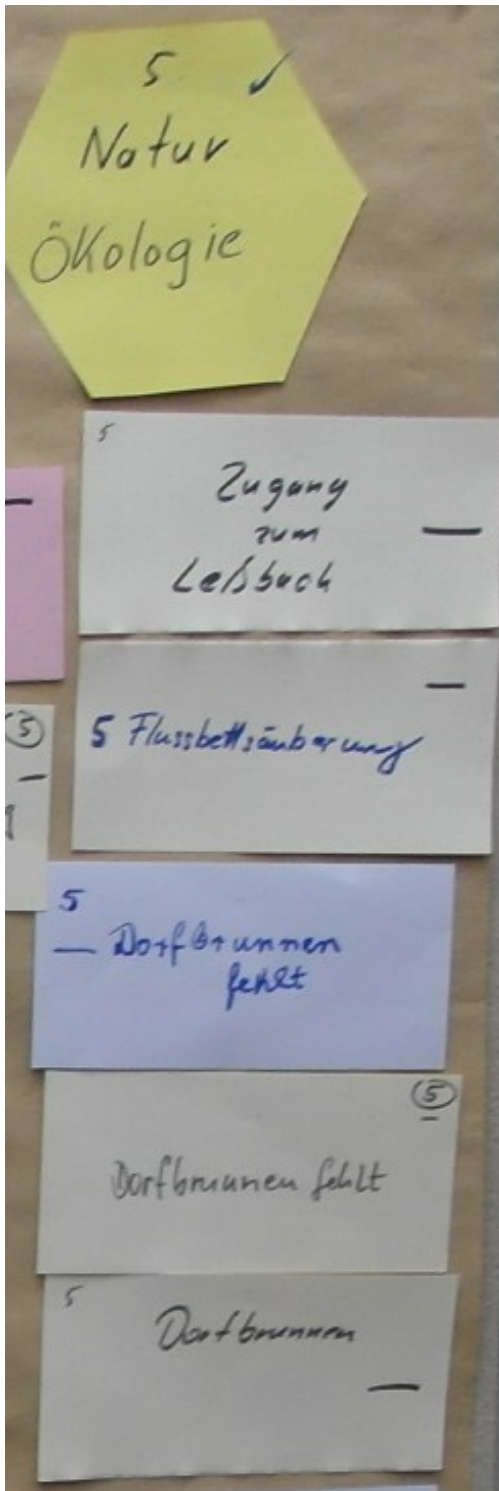 5
Natur
Ökologie
5
Zugang
zum
Leßbach
5 Flussbettsäuberung
5
Dorfbrunnen
fehlt
5
Dorfbrunnen fehlt
5
Dorfbrunnen
5